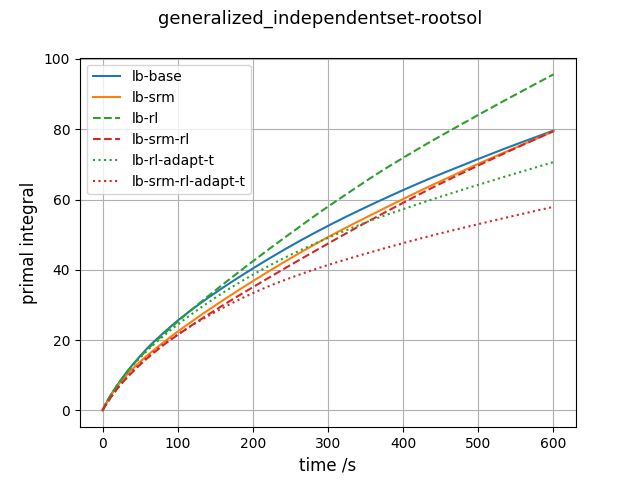 generalized_independentset-rootsol
100
80
60
40
20
0
primal integral
lb-base
lb-srm
lb-rl
lb-srm-rl
lb-rl-adapt-t
lb-srm-rl-adapt-t
0 100 200 300 400 500 600
time /s